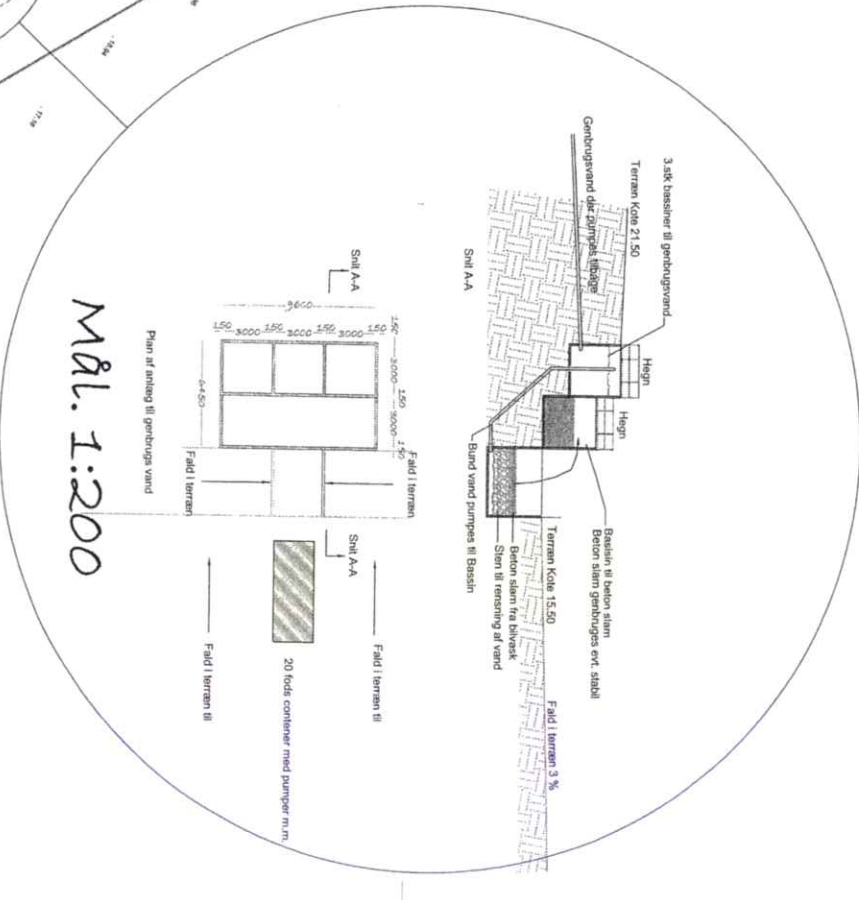 3.stk bassiner til genbrugsvand
Terræn Kote 21.50
Genbrugsvand der pumpes tilbage
Hegn
Hegn
Bassin til beton slam
Beton slam genbruges evt. stabil
Terræn Kote 15.50
Fald i terræn 3 %
Beton slam fra bilvask
Sten til rensning af vand
Bund vand pumpes til Bassin
Snit A-A
Snit A-A
Snit A-A
150 3000 150 3000 150
9600
150 3000 150 3000 150 3000 150
6450
Fald i terræn
Fald i terræn
Fald i terræn til
Fald i terræn til
20 fods contener med pumper m.m.
Plan af anlæg til genbrugs vand
Mål. 1:200